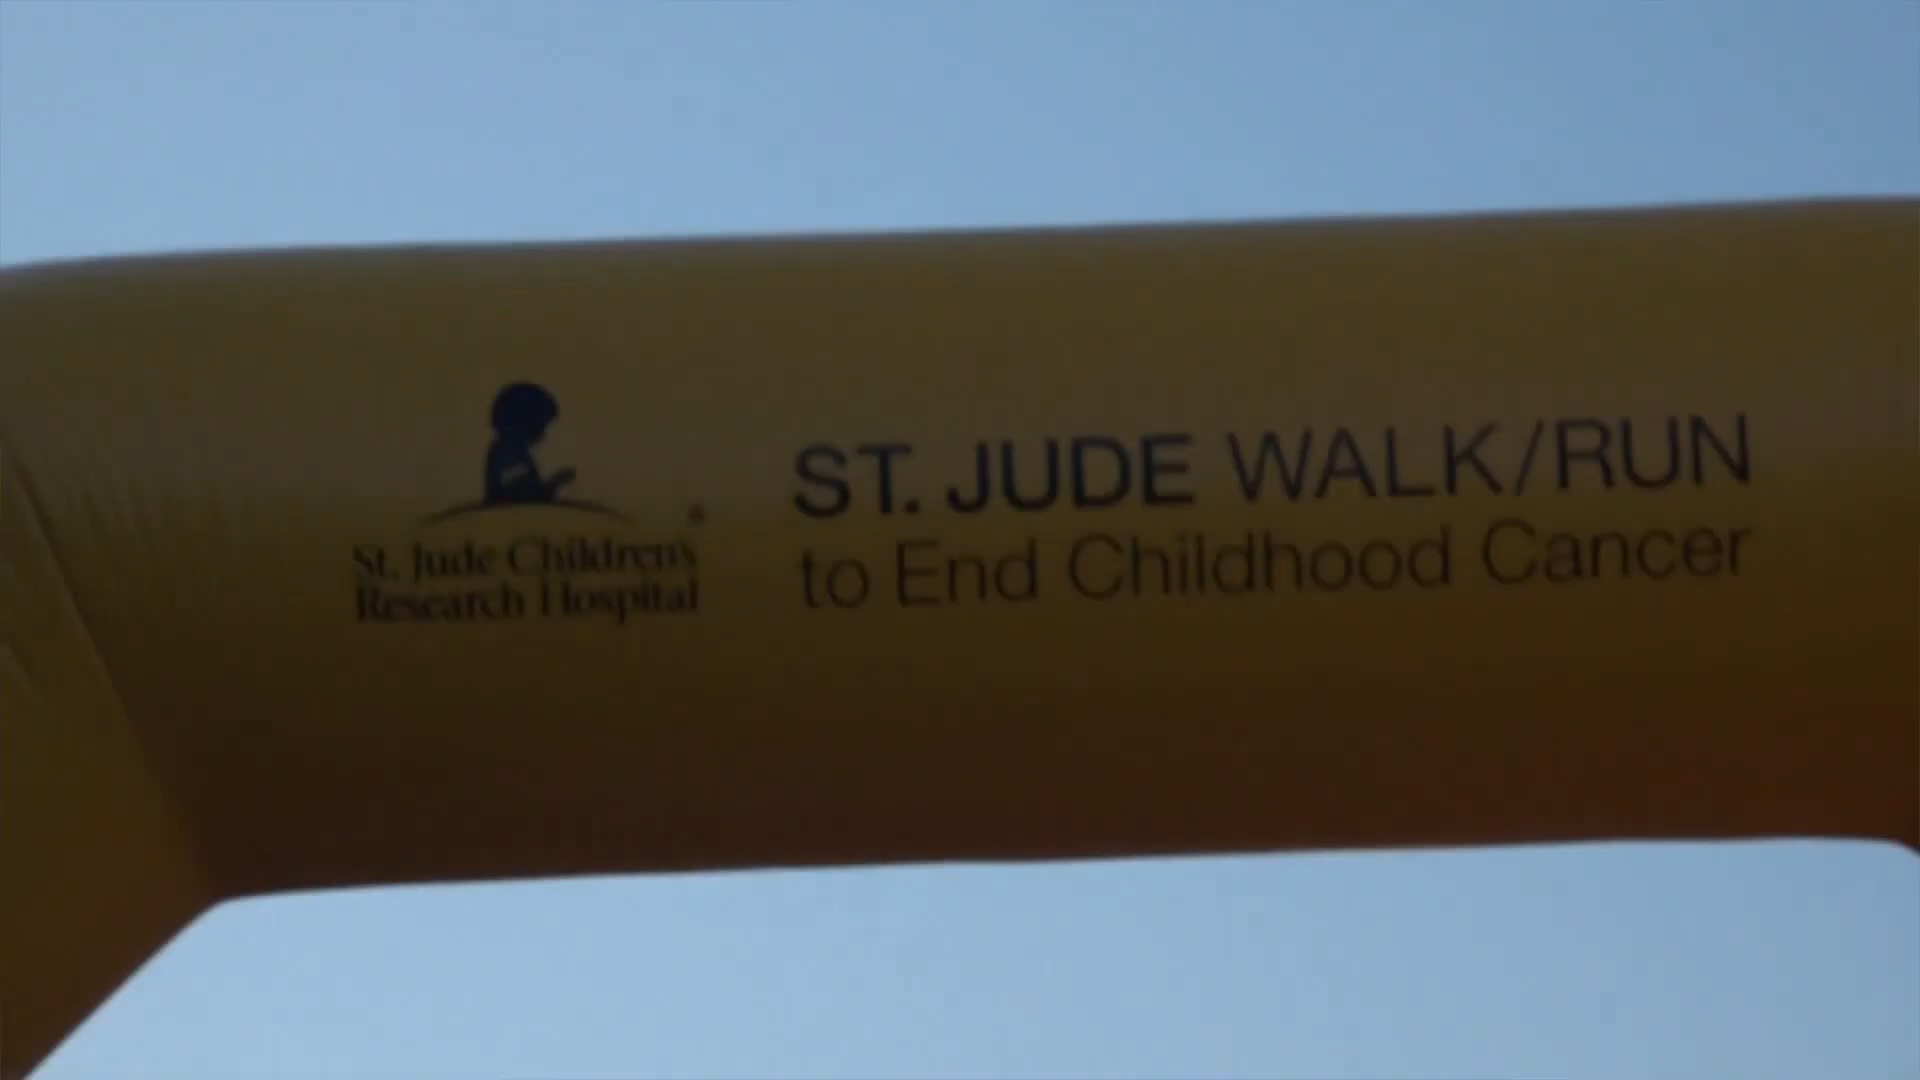 St. Jude Children's
Research Hospital
ST. JUDE WALK/RUN
to End Childhood Cancer